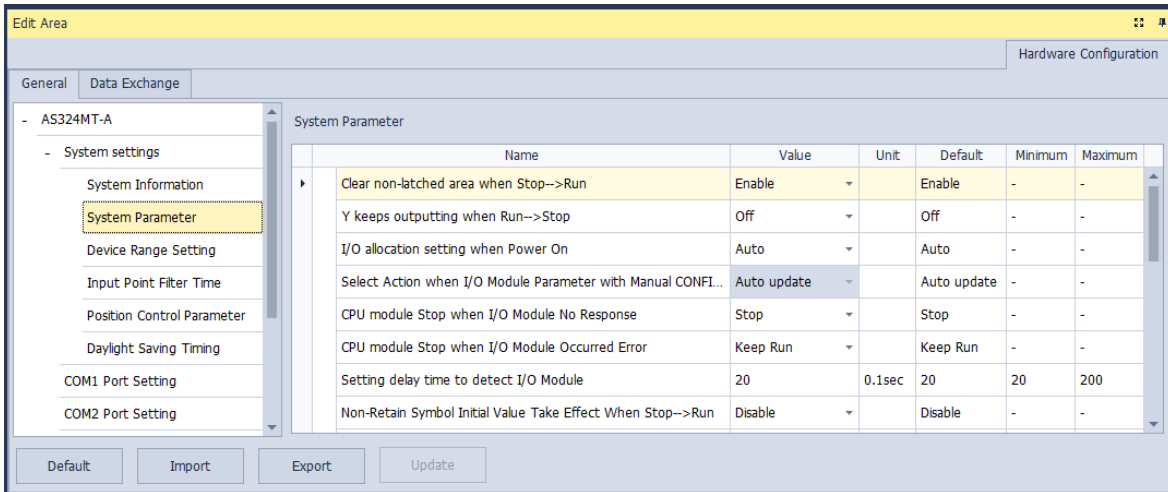 Edit Area
Hardware Configuration
General Data Exchange
- AS324MT-A
- System settings
System Information
System Parameter
Device Range Setting
Input Point Filter Time
Position Control Parameter
Daylight Saving Timing
COM1 Port Setting
COM2 Port Setting
System Parameter
Name Value Unit Default Minimum Maximum
Clear non-latched area when Stop-->Run Enable Enable - -
Y keeps outputting when Run-->Stop Off Off - -
I/O allocation setting when Power On Auto Auto - -
Select Action when I/O Module Parameter with Manual CONFI... Auto update Auto update - -
CPU module Stop when I/O Module No Response Stop Stop - -
CPU module Stop when I/O Module Occurred Error Keep Run Keep Run - -
Setting delay time to detect I/O Module 20 0.1sec 20 20 200
Non-Retain Symbol Initial Value Take Effect When Stop-->Run Disable Disable - -
Default Import Export Update